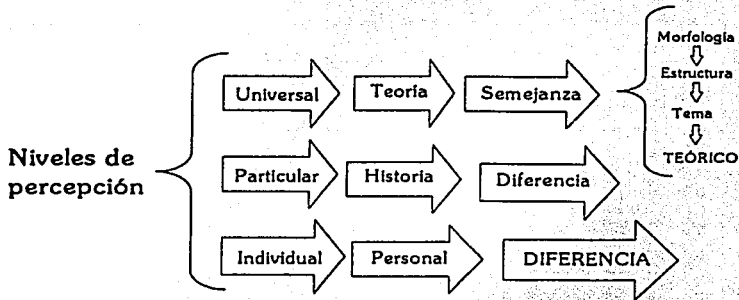 Niveles de
percepción
Universal Teoría Semejanza
Morfología
Estructura
Tema
TEÓRICO
Particular Historia Diferencia
Individual Personal DIFERENCIA